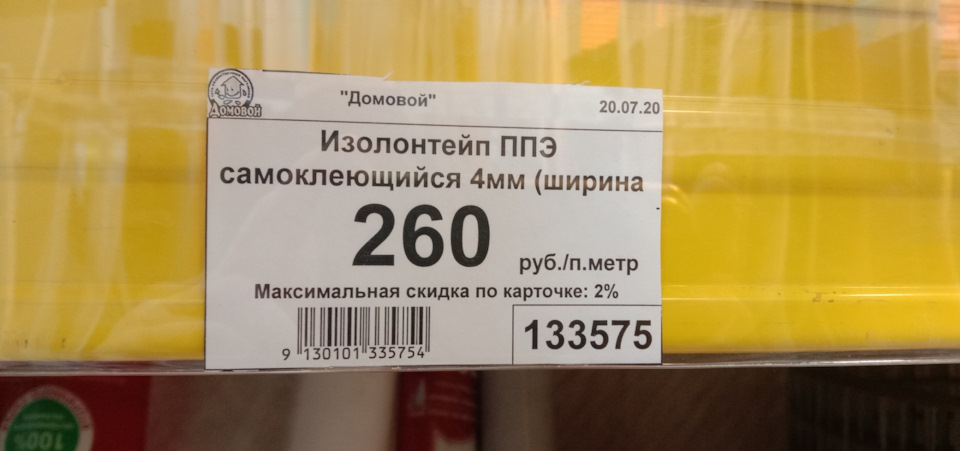 Домовой
"Домовой"
20.07.20
Изолонтейп ППЭ
самоклеющийся 4мм (ширина
260
руб./п.метр
Максимальная скидка по карточке: 2%
9 130101 335754
133575
100%